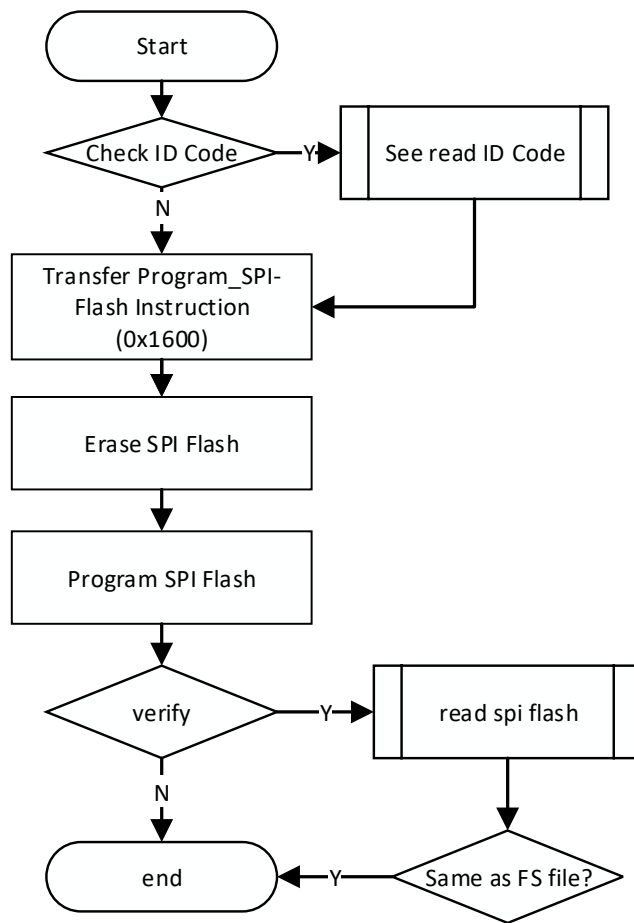 Start
Check ID Code
Y
See read ID Code
N
Transfer Program_SPI-
Flash Instruction
(0x1600)
Erase SPI Flash
Program SPI Flash
verify
Y
read spi flash
N
end
Y
Same as FS file?